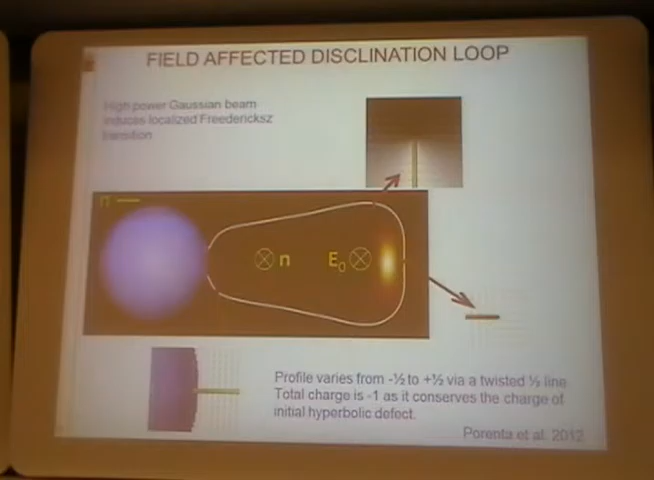 FIELD AFFECTED DISCLINATION LOOP
High power Gaussian beam
induces localized Freedericksz
transition
n
n
E0
Profile varies from -½ to +½ via a twisted ½ line.
Total charge is -1 as it conserves the charge of
initial hyperbolic defect.
Porenta et al. 2012